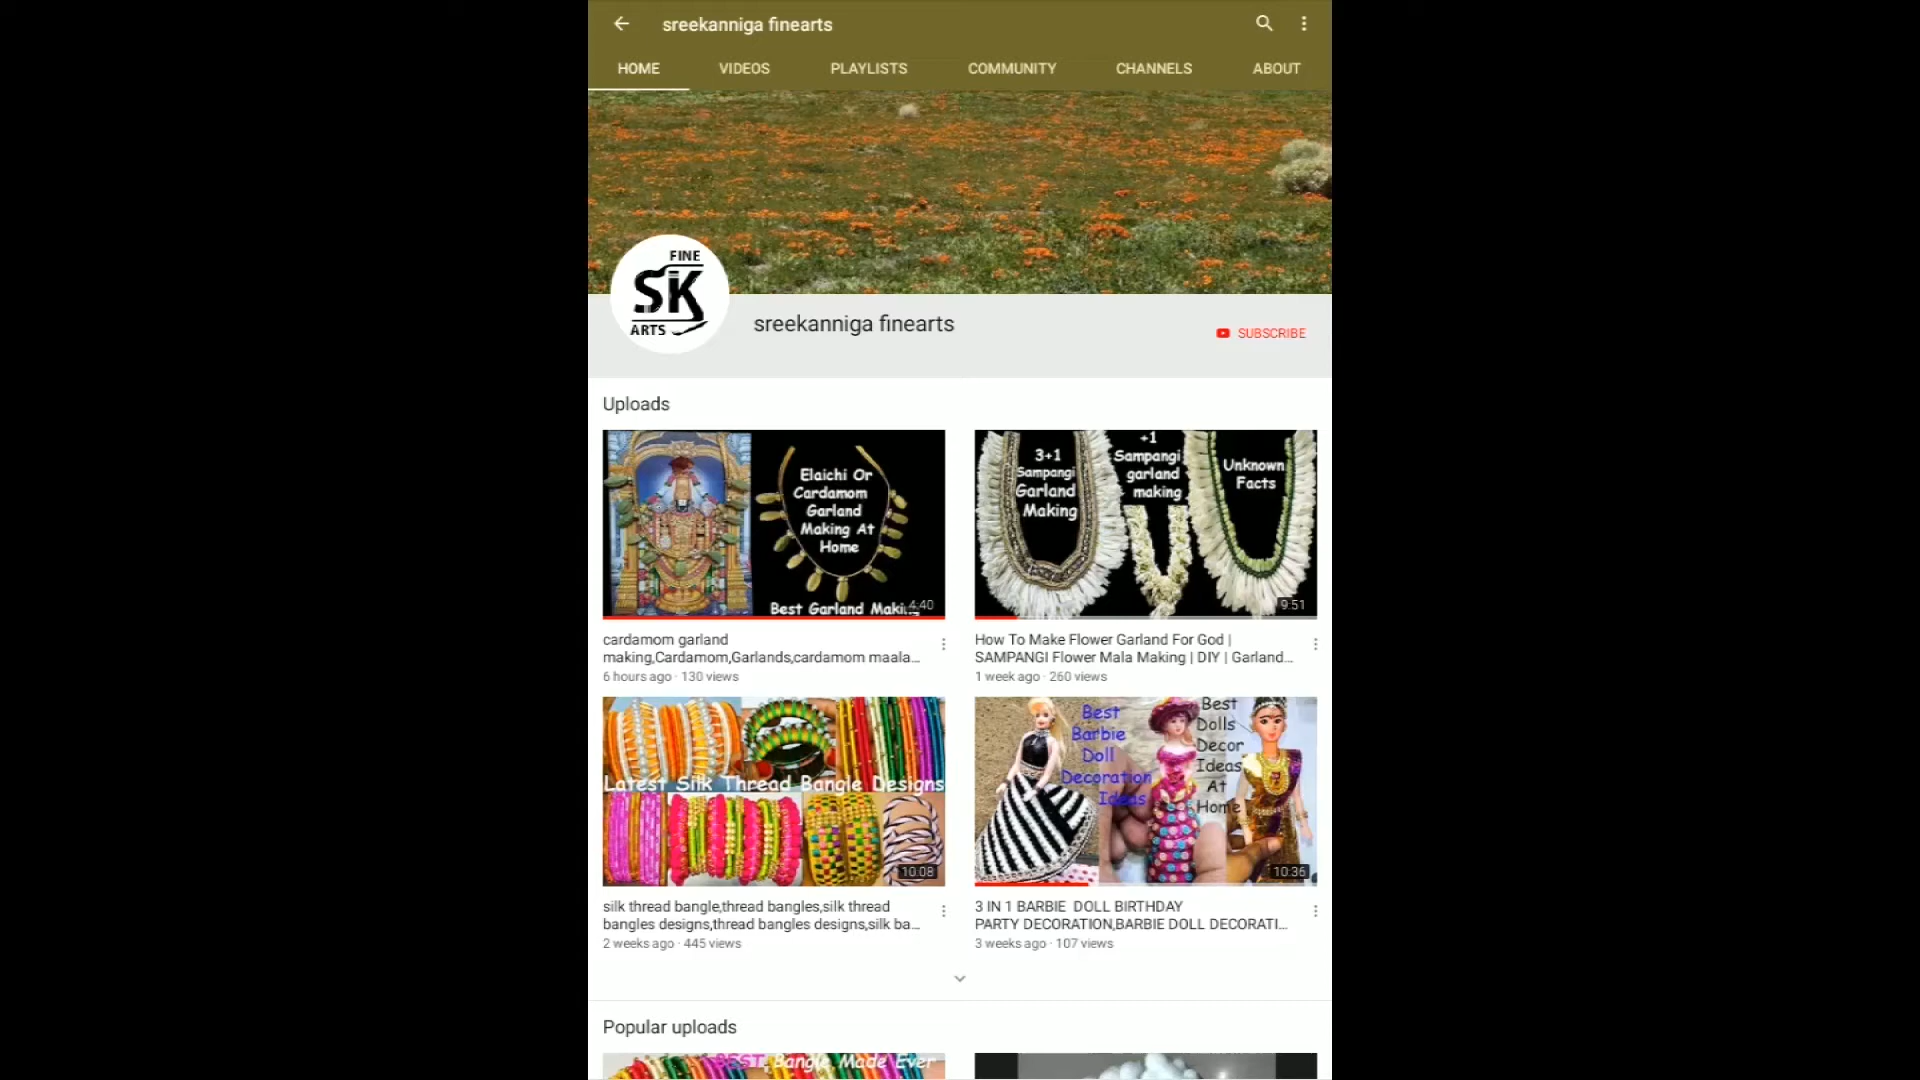 sreekanniga finearts
HOME
VIDEOS
PLAYLISTS
COMMUNITY
CHANNELS
ABOUT
FINE
SK
ARTS
sreekanniga finearts
SUBSCRIBE
Uploads
Elaichi Or
Cardamom
Garland
Making At
Home
Best Garland
4:40
3+1
Sampangi
Garland
Making
+1
Sampangi
garland
making
Unknown
Facts
9:51
cardamom garland
making,Cardamom,Garlands,cardamom maala...
6 hours ago · 130 views
How To Make Flower Garland For God |
SAMPANGI Flower Mala Making | DIY | Garland...
1 week ago · 260 views
Latest Silk Thread Bangle Designs
10:08
Best
Barbie
Doll
Decoration
Ideas
Best
Dolls
Decor
Ideas
At
Home
10:36
silk thread bangle,thread bangles,silk thread
bangles designs,thread bangles designs,silk ba...
2 weeks ago · 445 views
3 IN 1 BARBIE DOLL BIRTHDAY
PARTY DECORATION,BARBIE DOLL DECORATI...
3 weeks ago · 107 views
Popular uploads
BEST Bangle Made Ever